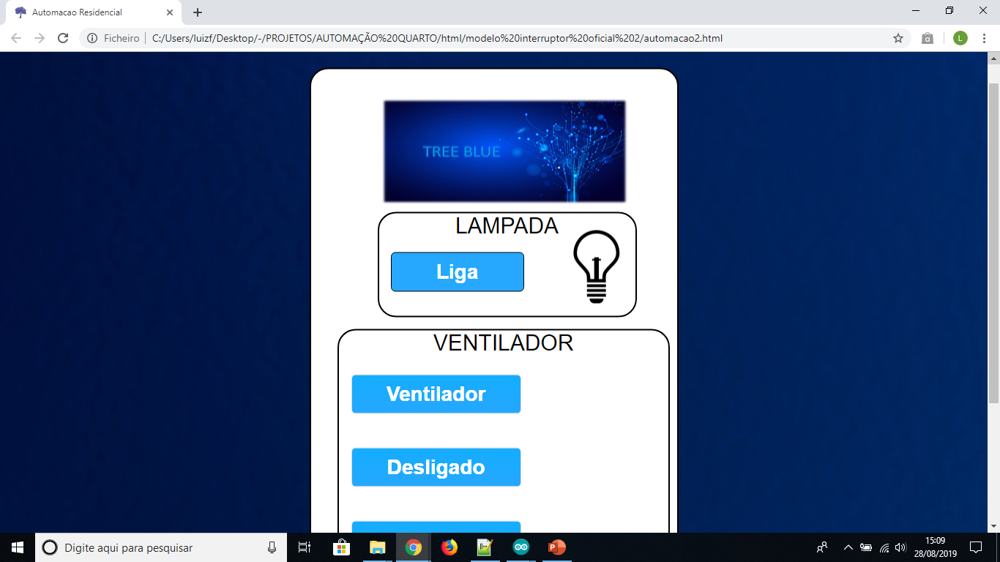 Automacao Residencial
Ficheiro
C:/Users/luizf/Desktop/-/PROJETOS/AUTOMAÇÃO%20QUARTO/html/modelo%20interruptor%20oficial%202/automacao2.html
L
TREE BLUE
LAMPADA
Liga
VENTILADOR
Ventilador
Desligado
Digite aqui para pesquisar
15:09
28/08/2019